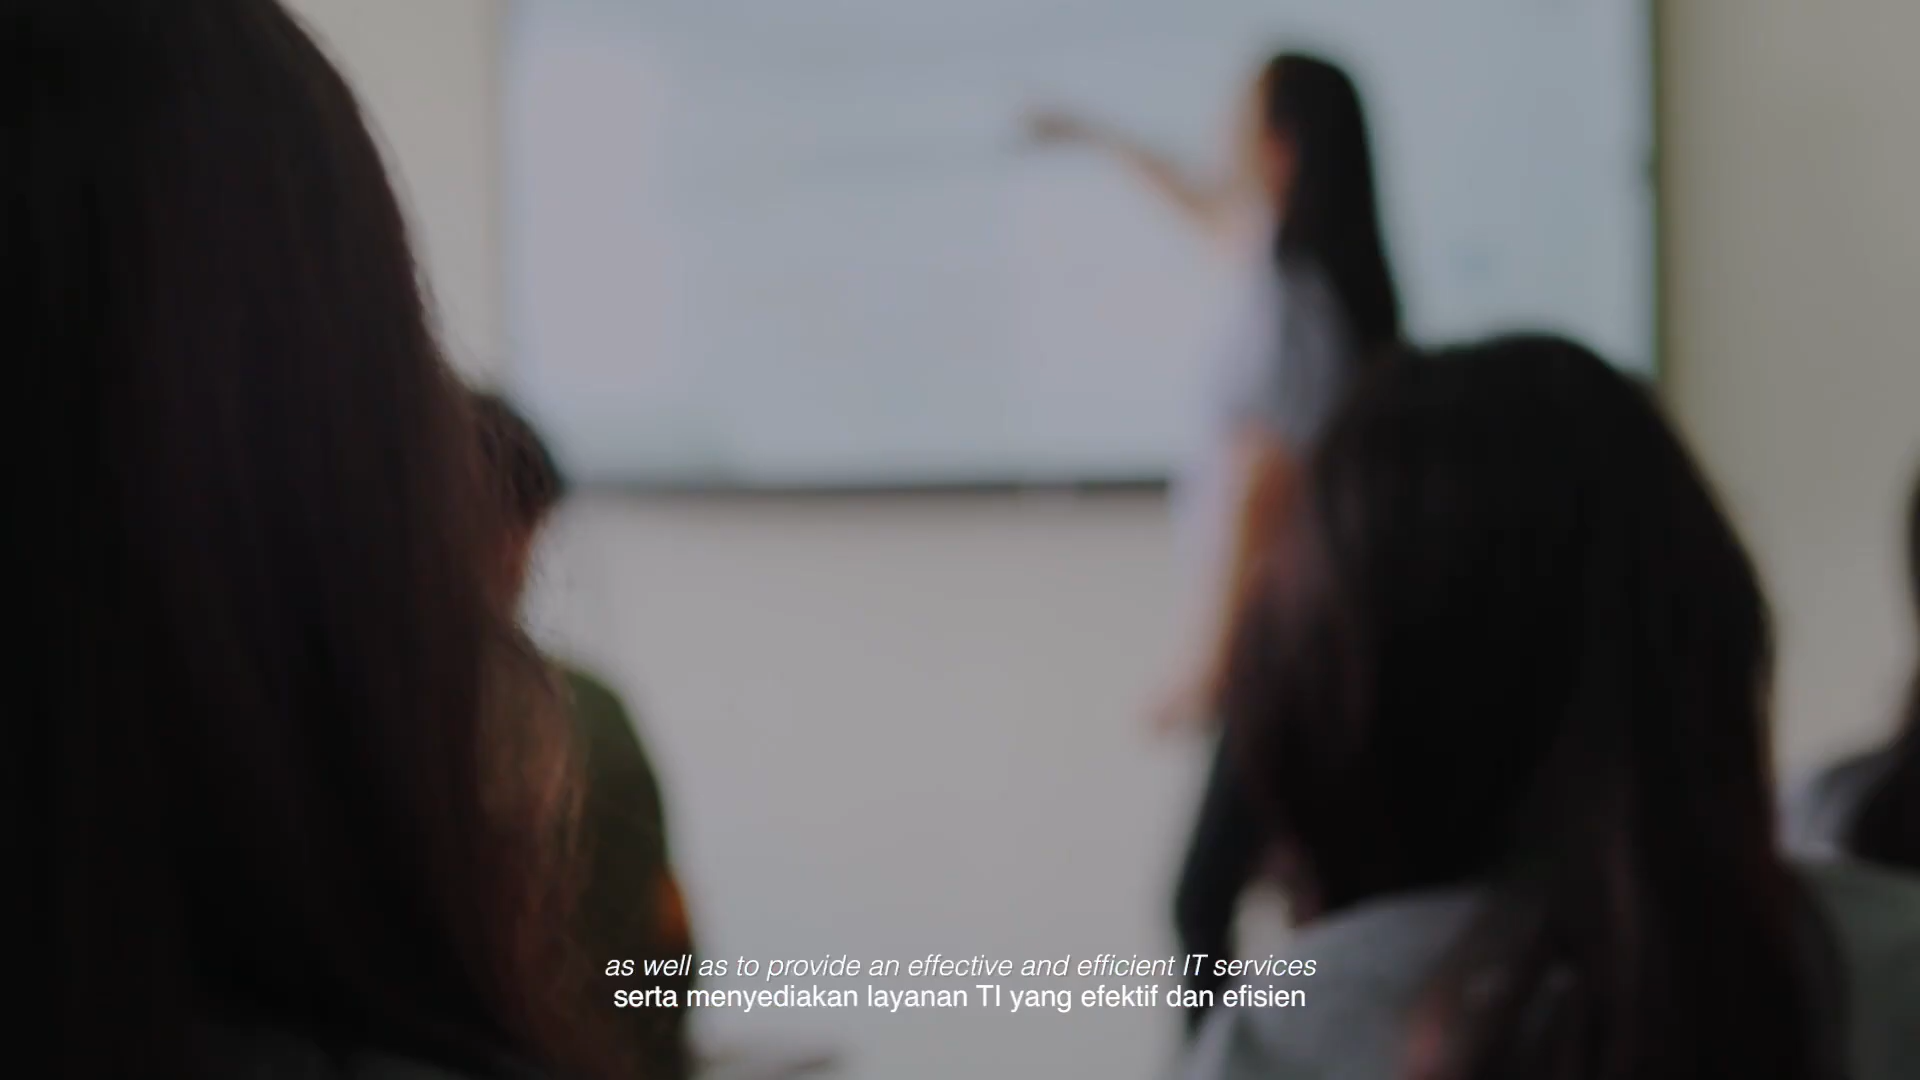 as well as to provide an effective and efficient IT services
serta menyediakan layanan TI yang efektif dan efisien